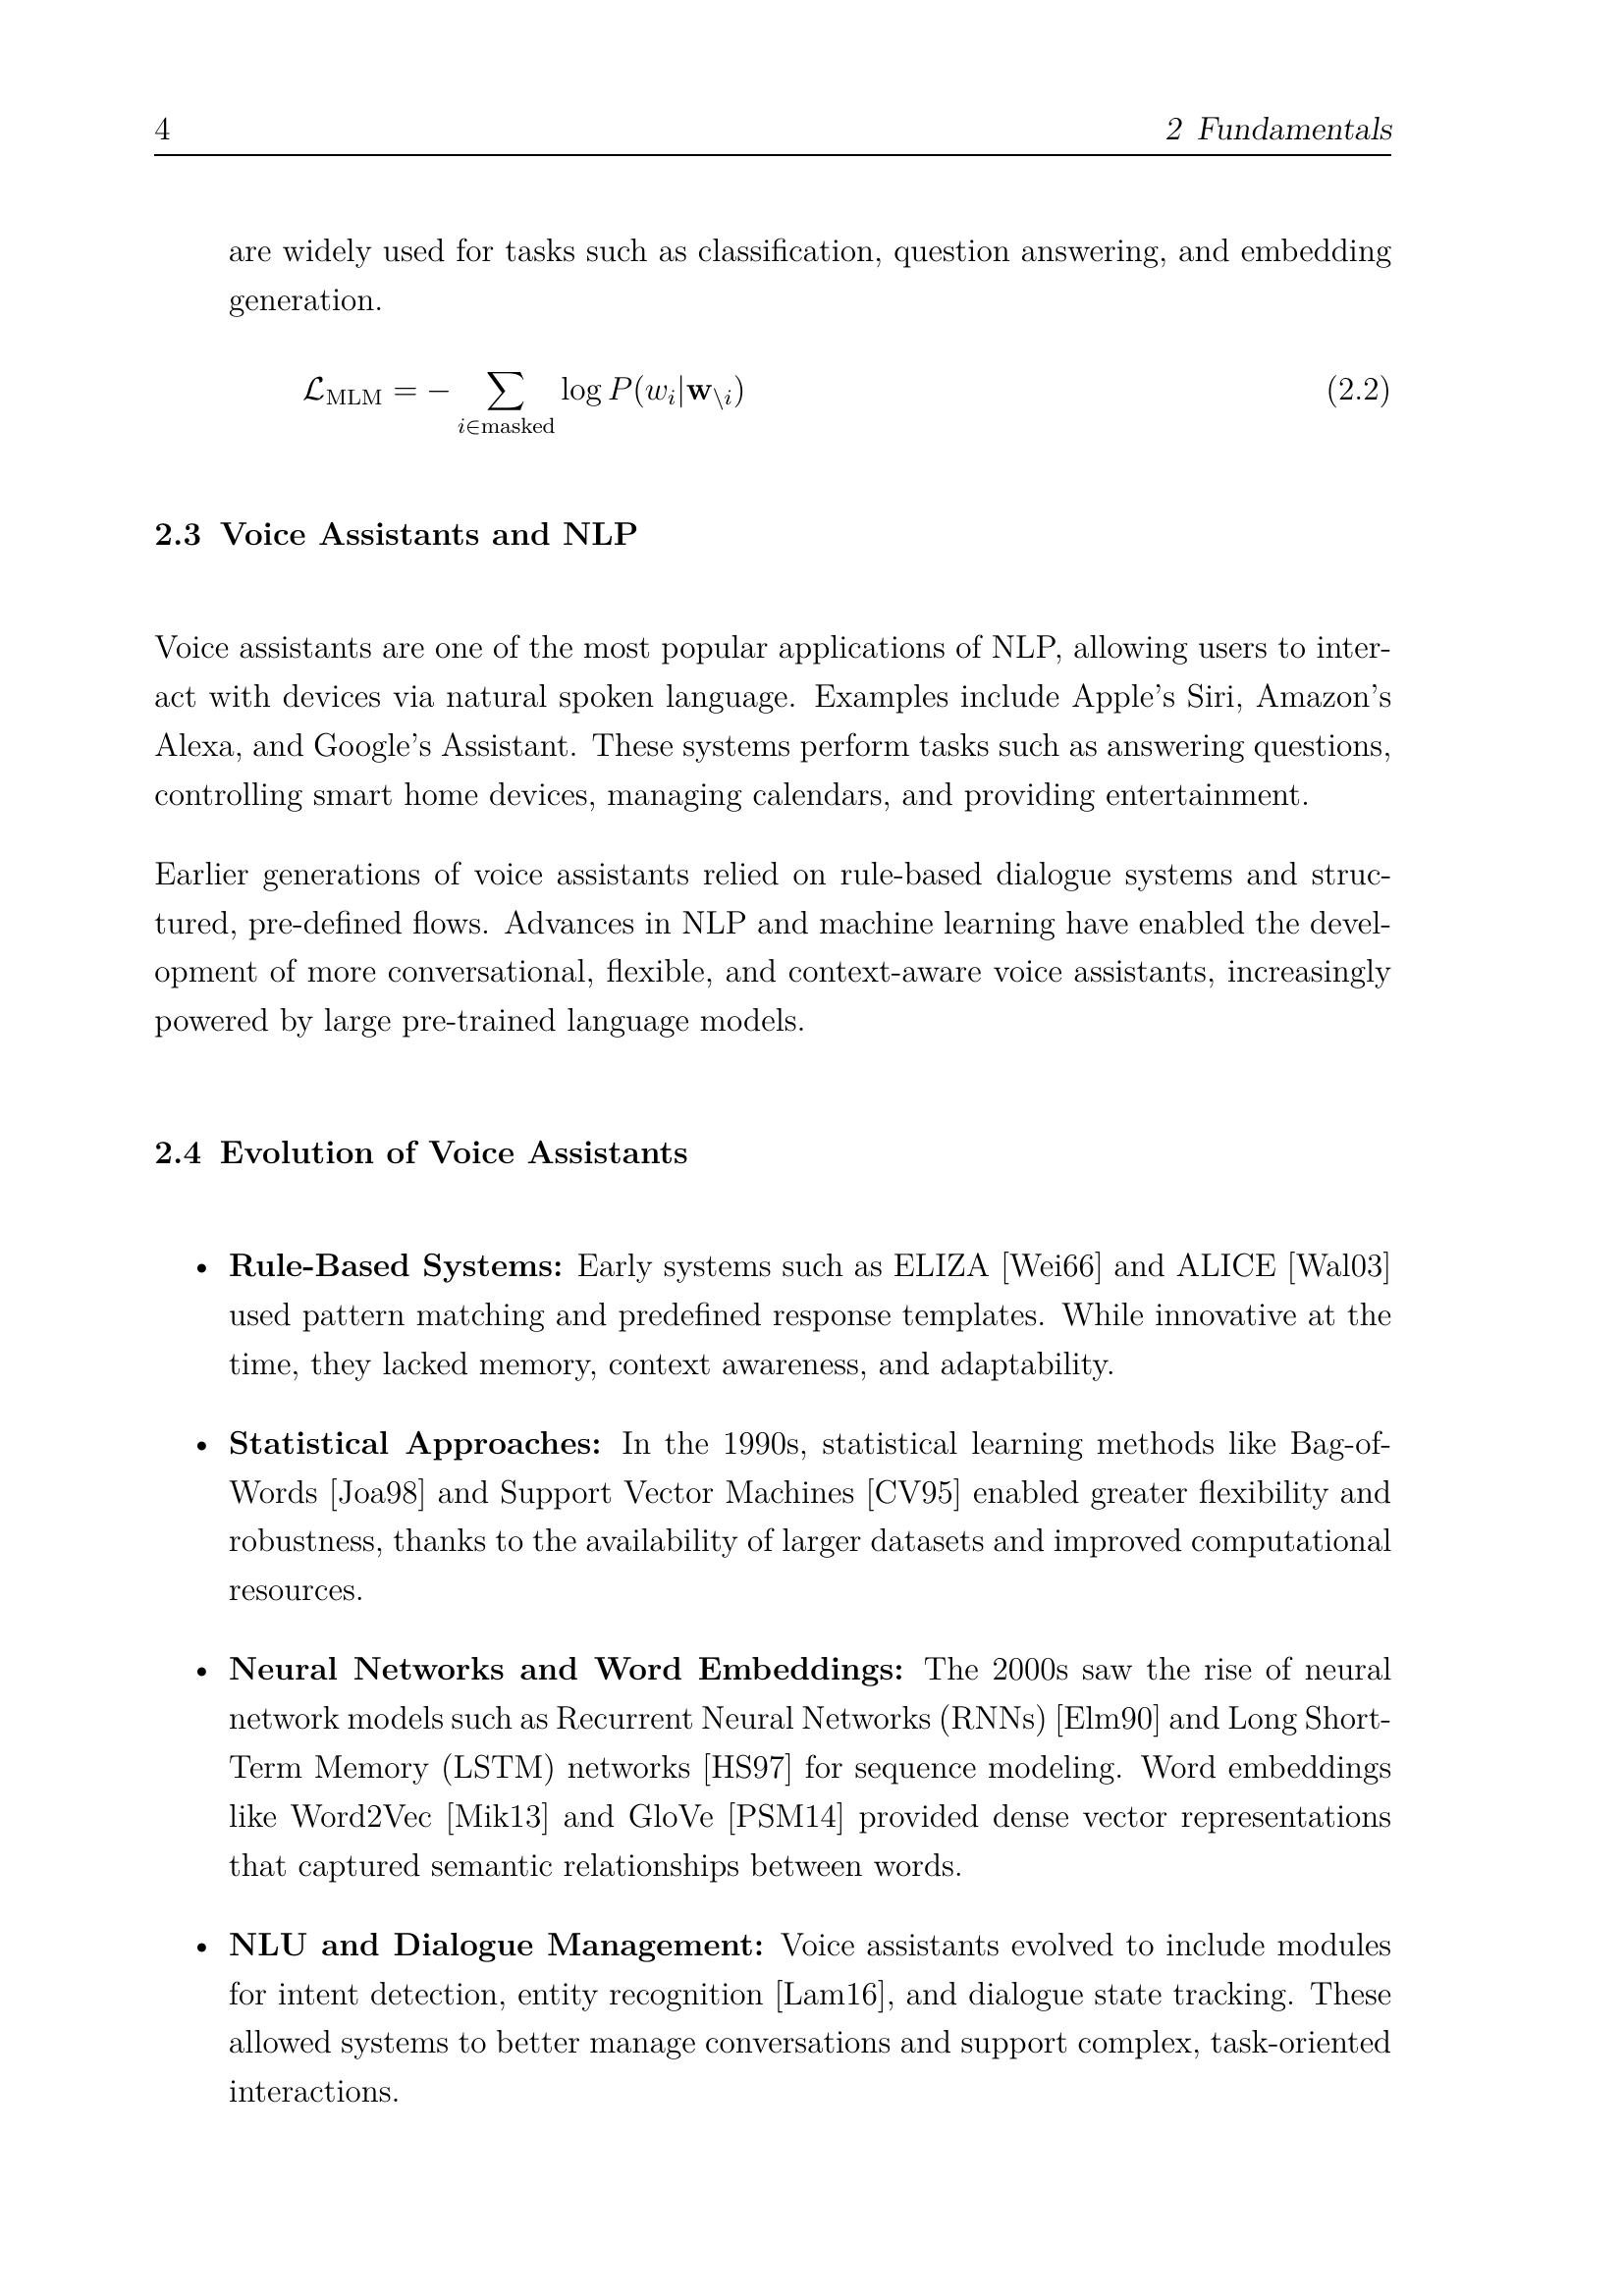 4 2 Fundamentals
are widely used for tasks such as classification, question answering, and embedding
generation.
ℒ_MLM = − ∑_{i∈masked} log P(w_i|𝐰_{\i}) (2.2)
2.3 Voice Assistants and NLP
Voice assistants are one of the most popular applications of NLP, allowing users to inter-
act with devices via natural spoken language. Examples include Apple’s Siri, Amazon’s
Alexa, and Google’s Assistant. These systems perform tasks such as answering questions,
controlling smart home devices, managing calendars, and providing entertainment.
Earlier generations of voice assistants relied on rule-based dialogue systems and struc-
tured, pre-defined flows. Advances in NLP and machine learning have enabled the devel-
opment of more conversational, flexible, and context-aware voice assistants, increasingly
powered by large pre-trained language models.
2.4 Evolution of Voice Assistants
• Rule-Based Systems: Early systems such as ELIZA [Wei66] and ALICE [Wal03]
used pattern matching and predefined response templates. While innovative at the
time, they lacked memory, context awareness, and adaptability.
• Statistical Approaches: In the 1990s, statistical learning methods like Bag-of-
Words [Joa98] and Support Vector Machines [CV95] enabled greater flexibility and
robustness, thanks to the availability of larger datasets and improved computational
resources.
• Neural Networks and Word Embeddings: The 2000s saw the rise of neural
network models such as Recurrent Neural Networks (RNNs) [Elm90] and Long Short-
Term Memory (LSTM) networks [HS97] for sequence modeling. Word embeddings
like Word2Vec [Mik13] and GloVe [PSM14] provided dense vector representations
that captured semantic relationships between words.
• NLU and Dialogue Management: Voice assistants evolved to include modules
for intent detection, entity recognition [Lam16], and dialogue state tracking. These
allowed systems to better manage conversations and support complex, task-oriented
interactions.